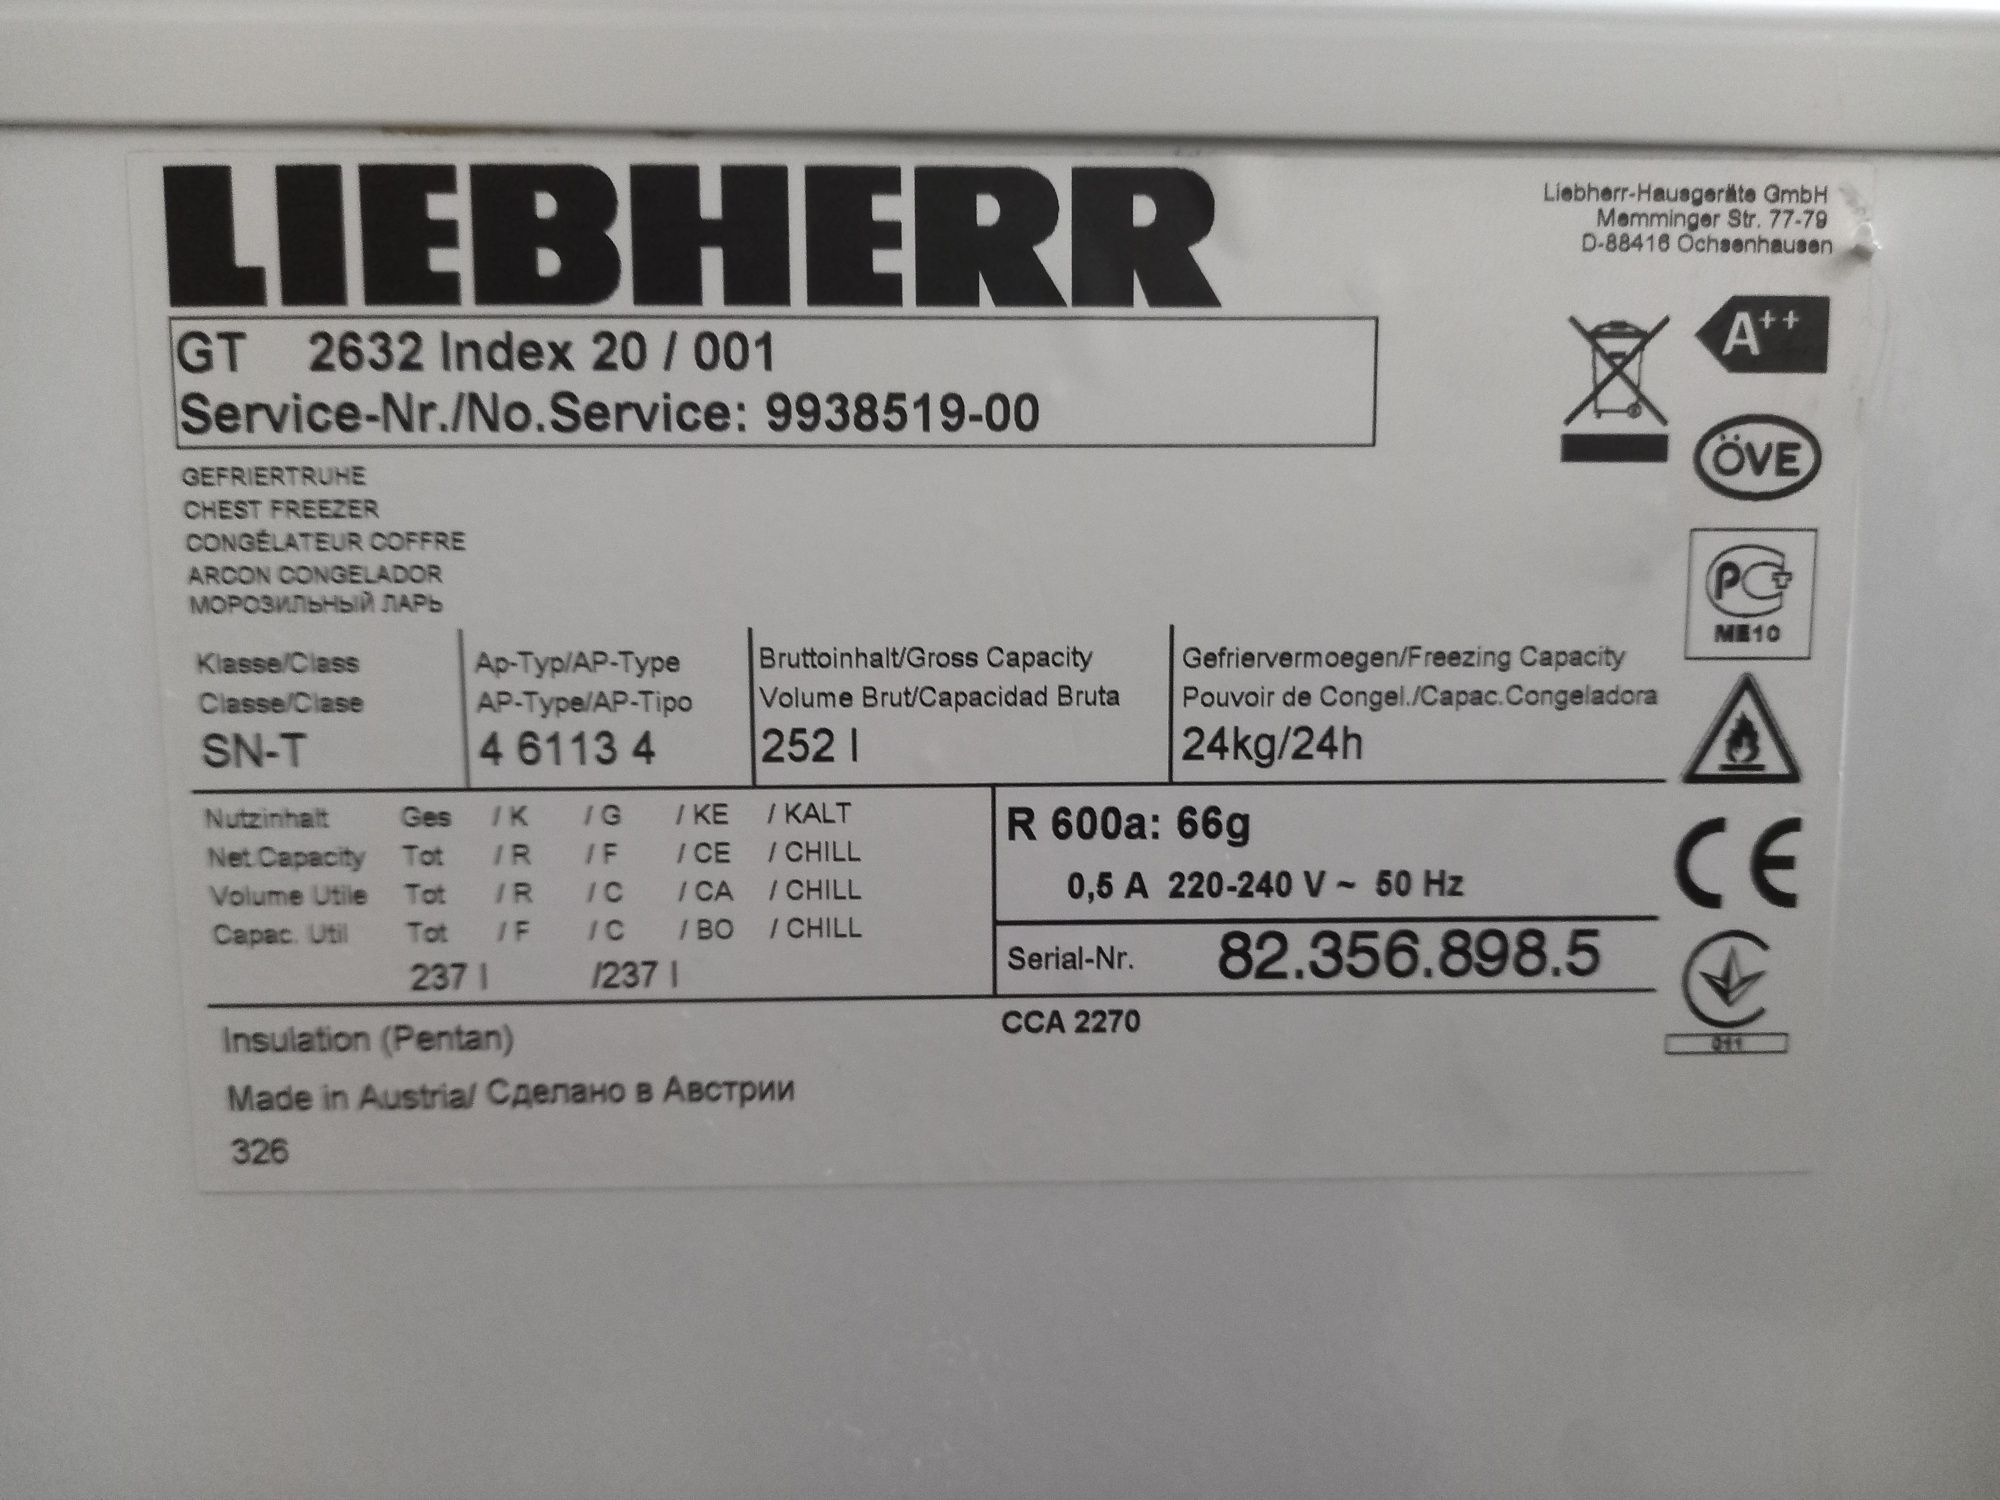 LIEBHERR
Liebherr-Hausgeräte GmbH
Memminger Str. 77-79
D-88416 Ochsenhausen
GT 2632 Index 20 / 001
Service-Nr./No.Service: 9938519-00
A++
ÖVE
GEFRIERTRUHE
CHEST FREEZER
CONGÉLATEUR COFFRE
ARCON CONGELADOR
МОРОЗИЛЬНЫЙ ЛАРЬ
ME10
Klasse/Class
Classe/Clase
SN-T
Ap-Typ/AP-Type
AP-Type/AP-Tipo
4 6113 4
Bruttoinhalt/Gross Capacity
Volume Brut/Capacidad Bruta
252 l
Gefriervermoegen/Freezing Capacity
Pouvoir de Congel./Capac.Congeladora
24kg/24h
Nutzinhalt Ges / K / G / KE / KALT
Net.Capacity Tot / R / F / CE / CHILL
Volume Utile Tot / R / C / CA / CHILL
Capac. Util Tot / F / C / BO / CHILL
237 l /237 l
R 600a: 66g
0,5 A 220-240 V ~ 50 Hz
Serial-Nr. 82.356.898.5
CE
011
CCA 2270
Insulation (Pentan)
Made in Austria/ Сделано в Австрии
326